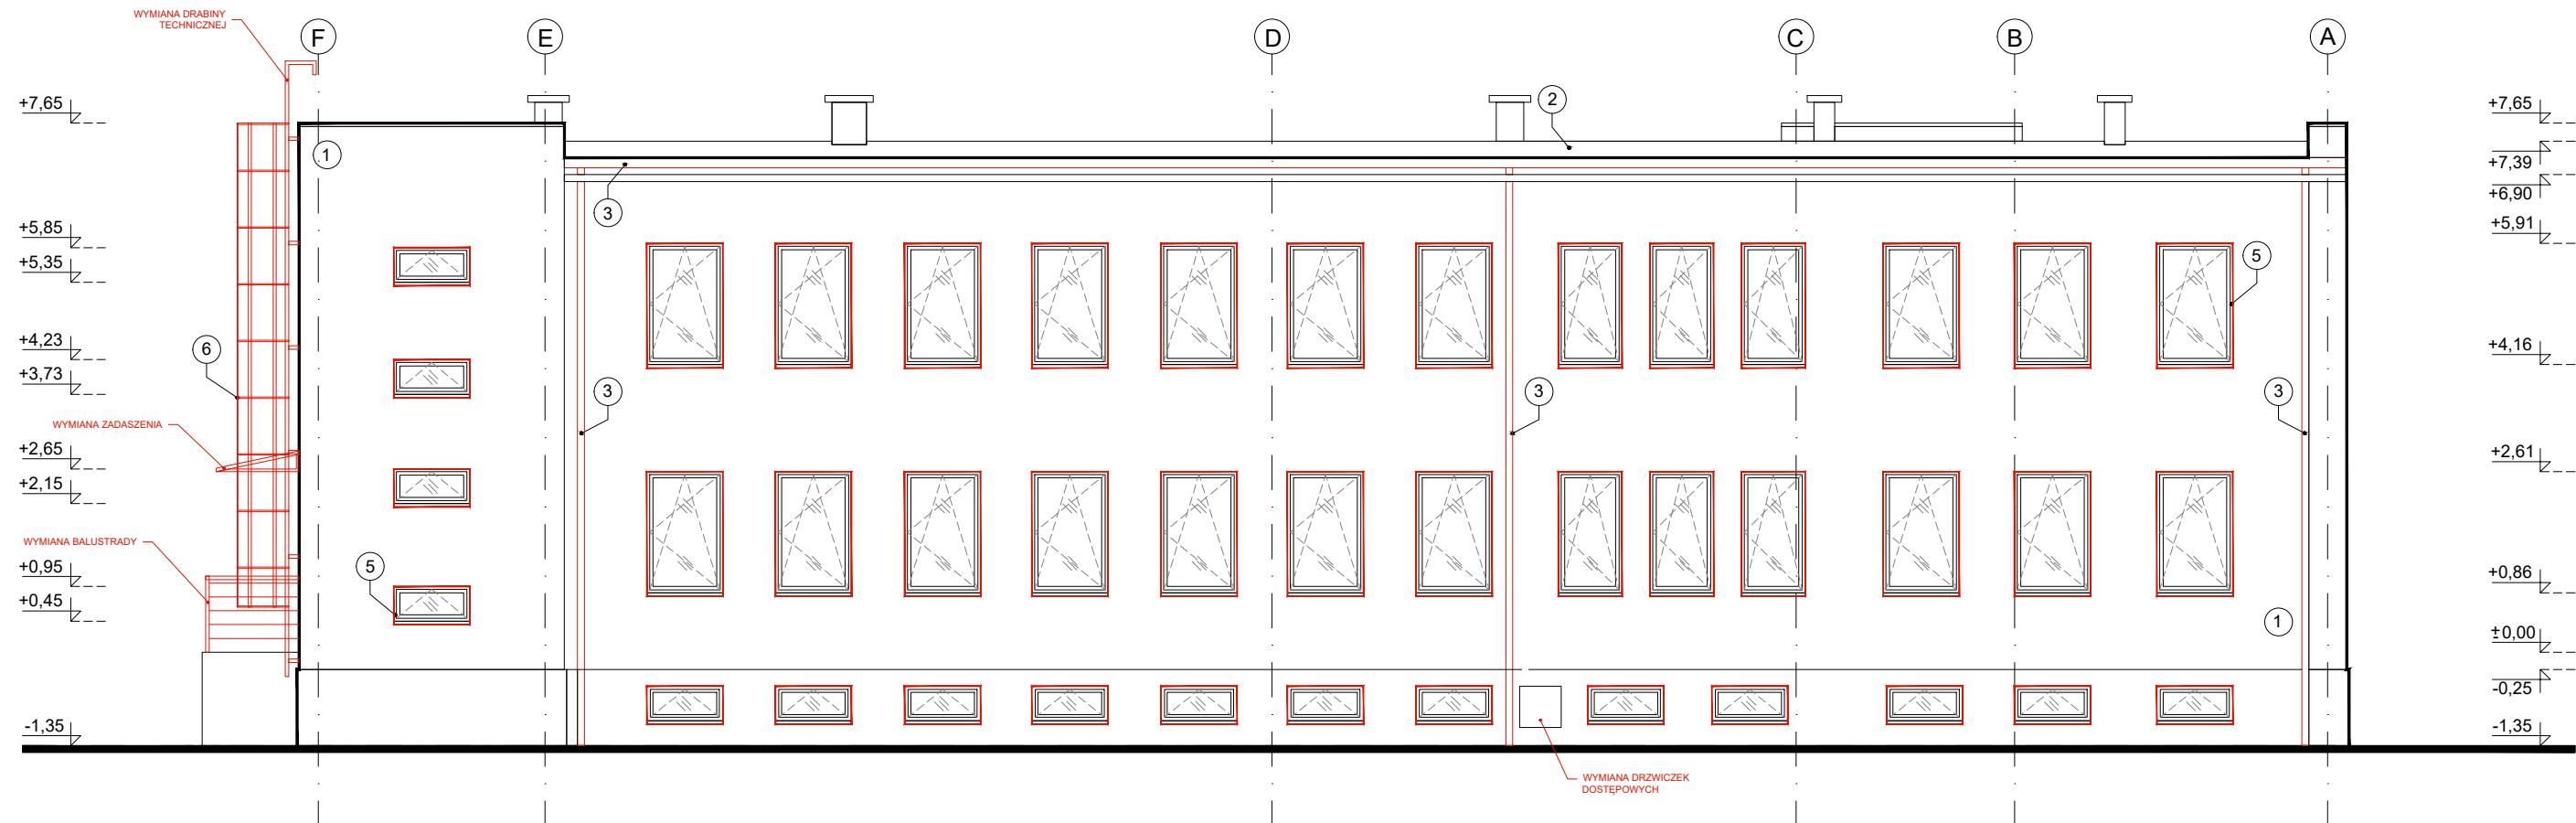 WYMIANA DRABINY
TECHNICZNEJ
F
E
D
C
B
A
+7,65
2
+7,65
1
+7,39
+6,90
3
+5,85
+5,91
+5,35
5
+4,23
6
+4,16
+3,73
3
3
3
WYMIANA ZADASZENIA
+2,65
+2,61
+2,15
WYMIANA BALUSTRADY
+0,95
5
+0,86
+0,45
1
±0,00
-0,25
-1,35
-1,35
WYMIANA DRZWICZEK
DOSTĘPOWYCH